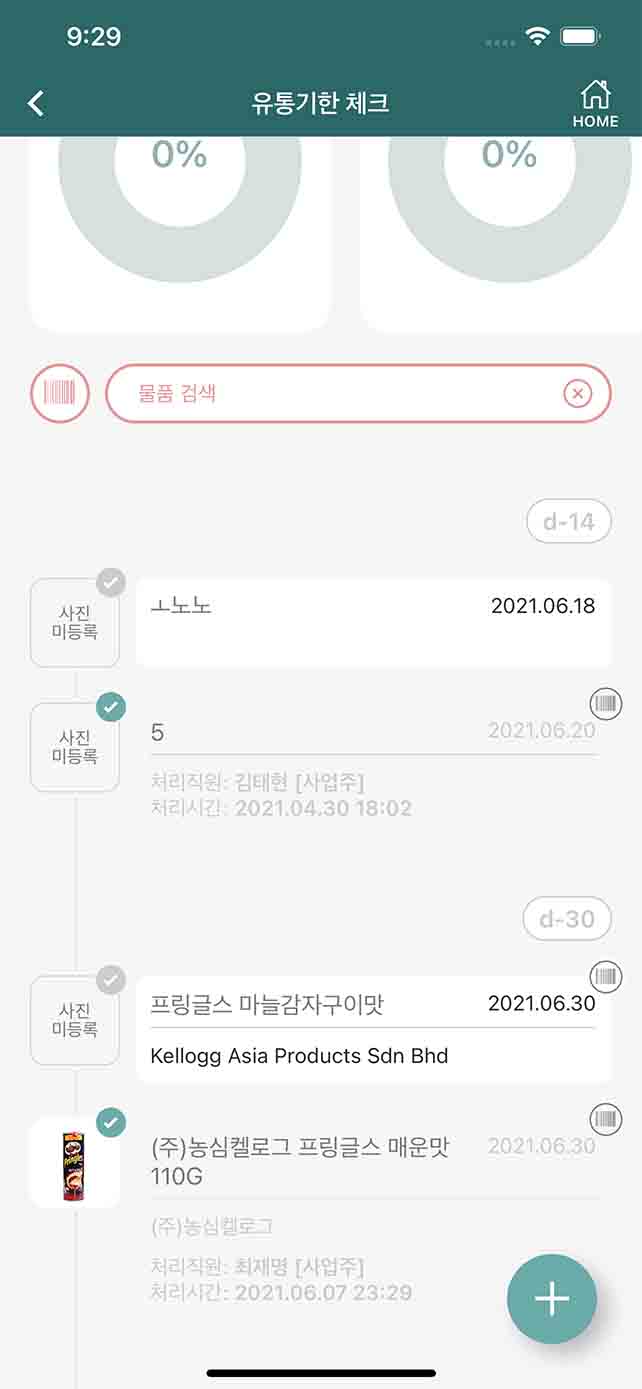 9:29
유통기한 체크
HOME
0%
0%
물품 검색
d-14
사진
미등록
ㅗ노노
2021.06.18
사진
미등록
5
2021.06.20
처리직원: 김태현 [사업주]
처리시간: 2021.04.30 18:02
d-30
사진
미등록
프링글스 마늘감자구이맛
2021.06.30
Kellogg Asia Products Sdn Bhd
Pringles
(주)농심켈로그 프링글스 매운맛
110G
2021.06.30
(주)농심켈로그
처리직원: 최재명 [사업주]
처리시간: 2021.06.07 23:29